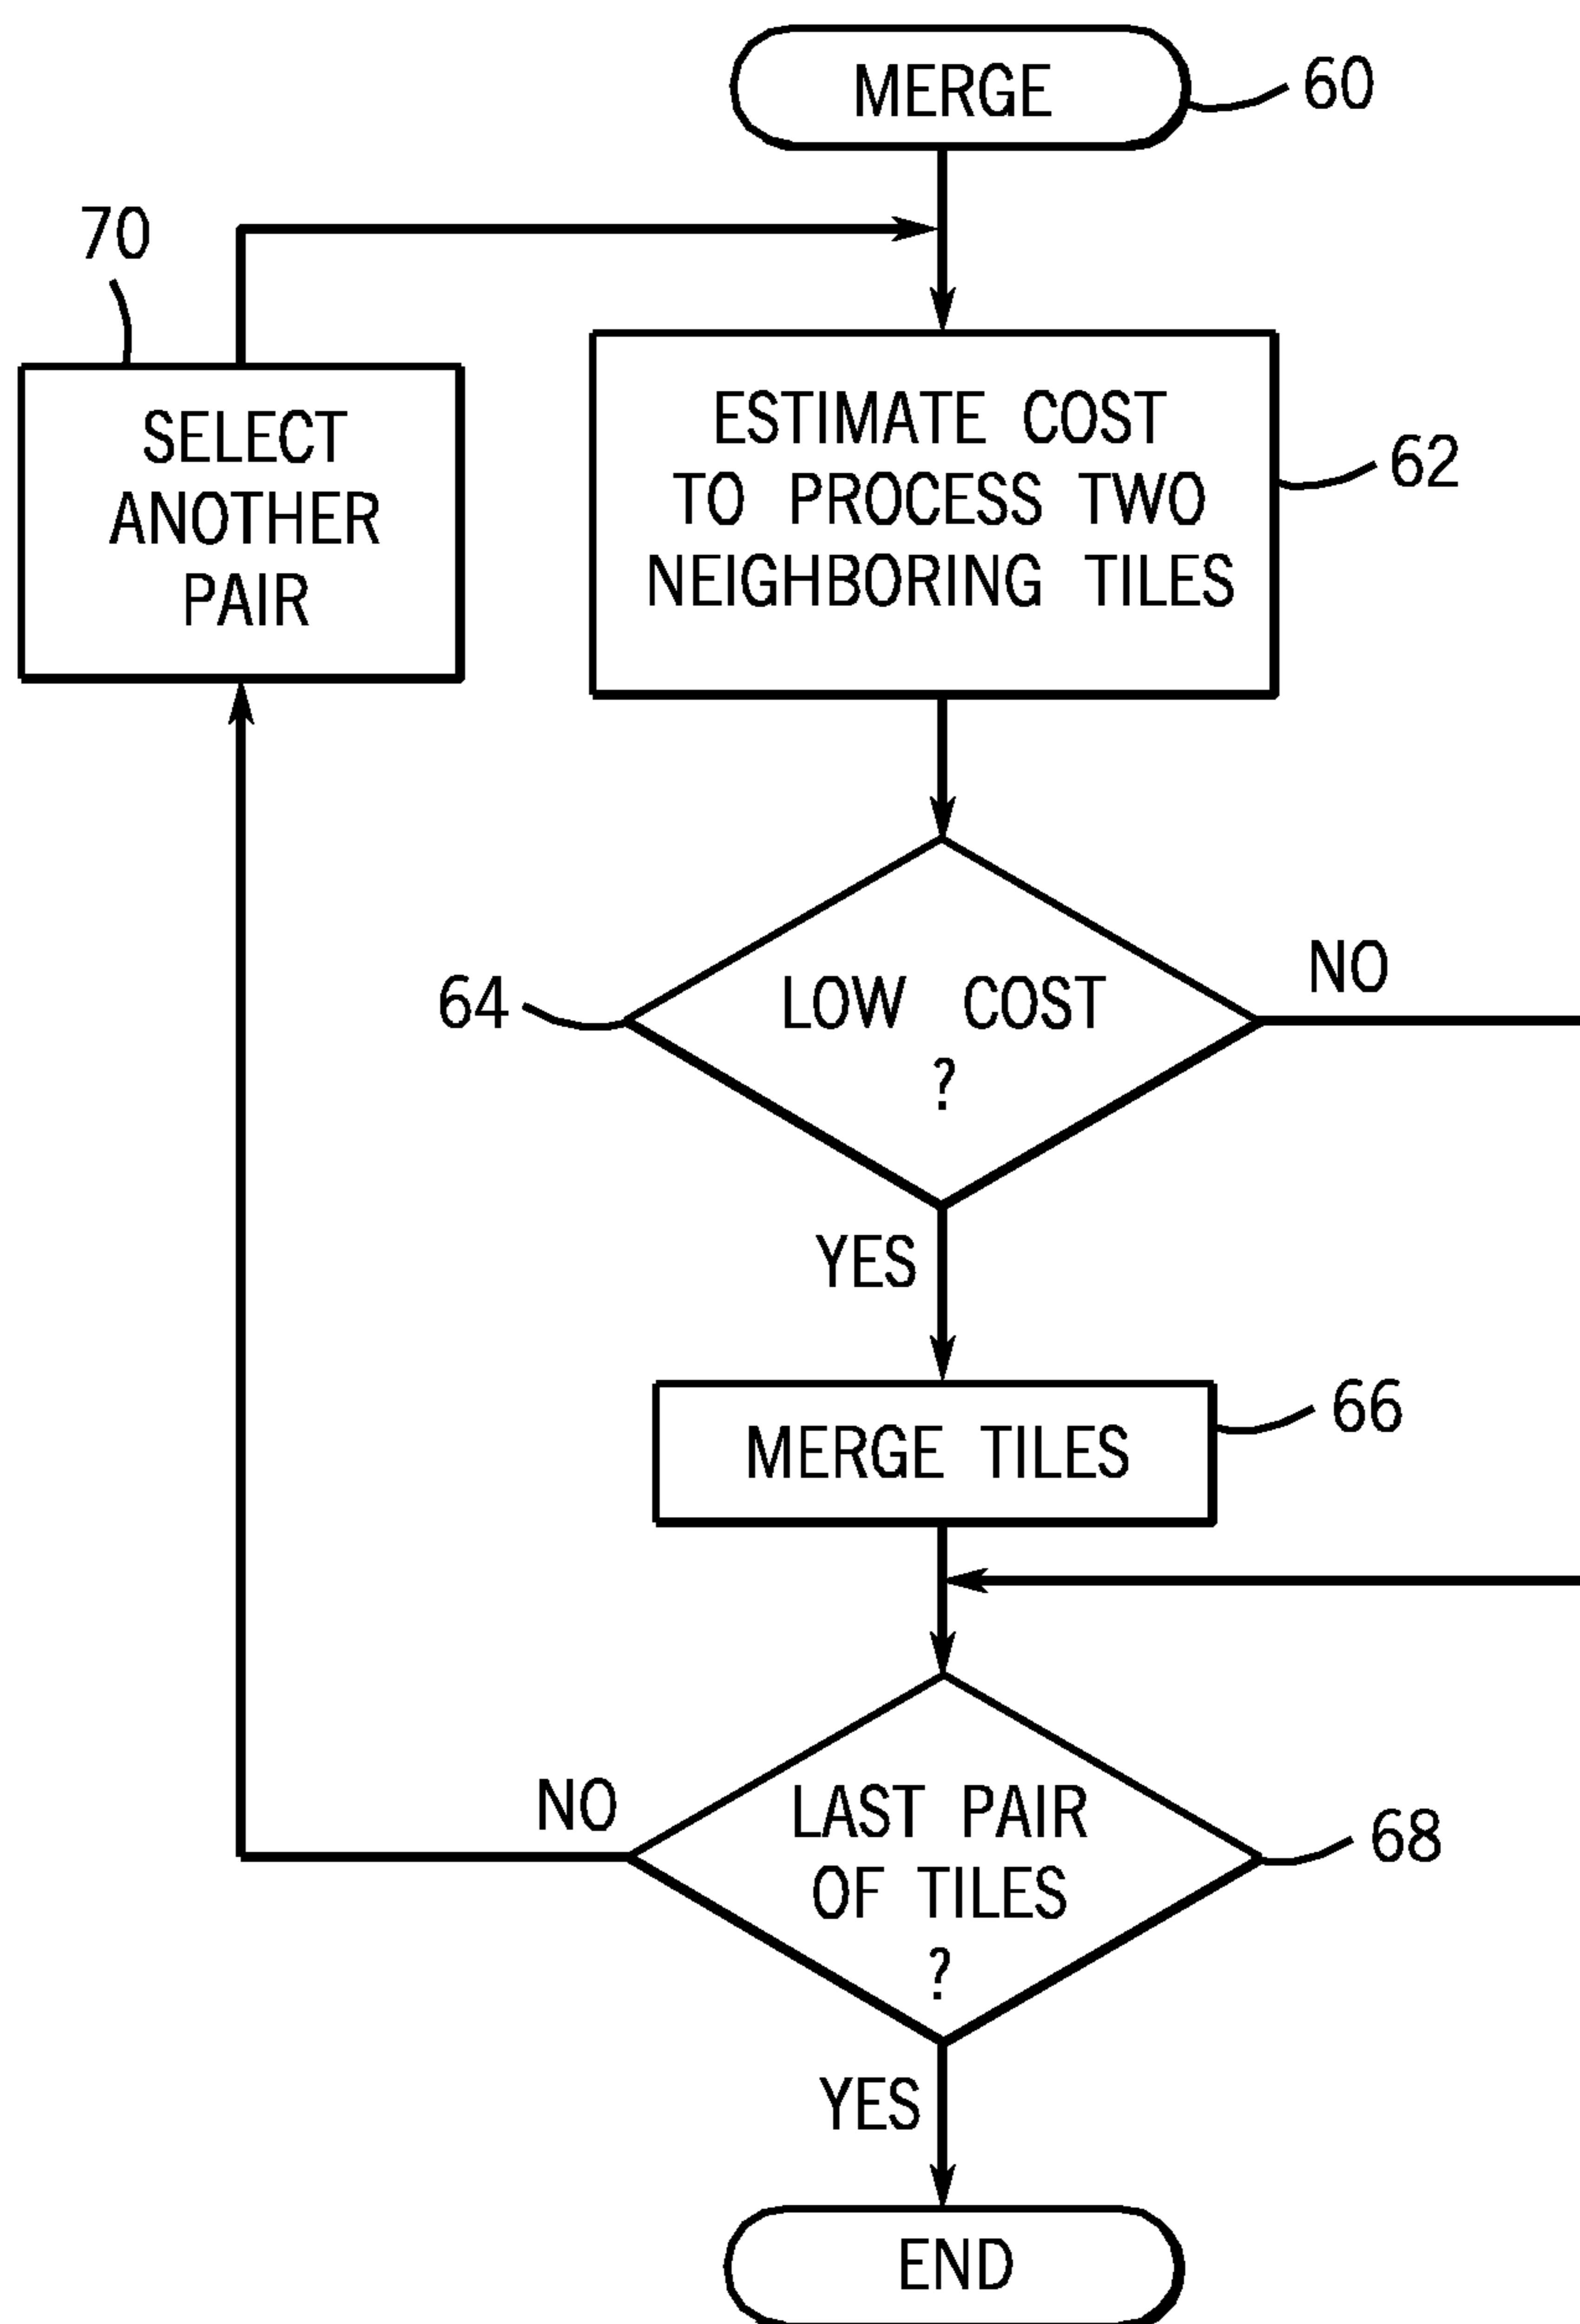 MERGE
60
70
SELECT
ANOTHER
PAIR
ESTIMATE COST
TO PROCESS TWO
NEIGHBORING TILES
62
64
LOW COST
?
NO
YES
MERGE TILES
66
NO
LAST PAIR
OF TILES
?
68
YES
END